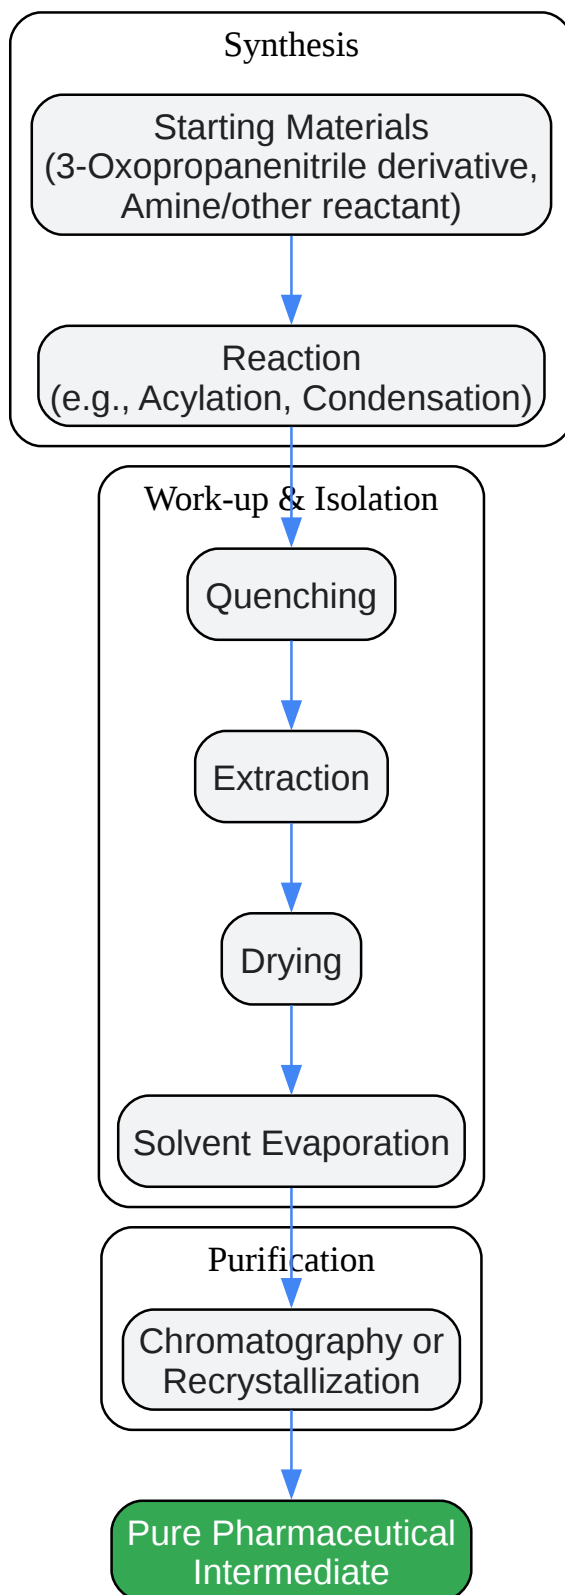 Synthesis
Starting Materials
(3-Oxopropanenitrile derivative,
Amine/other reactant)
Reaction
(e.g., Acylation, Condensation)
Work-up & Isolation
Quenching
Extraction
Drying
Solvent Evaporation
Purification
Chromatography or
Recrystallization
Pure Pharmaceutical
Intermediate